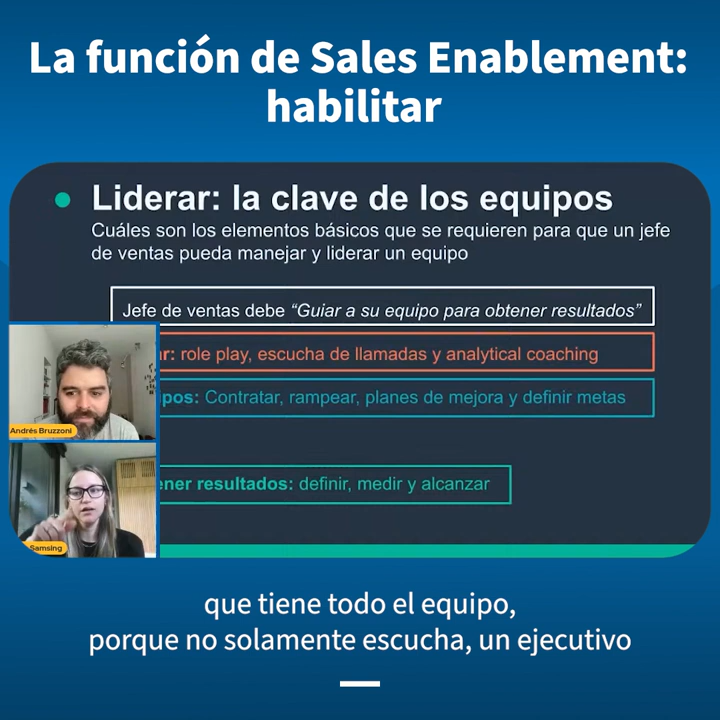 La función de Sales Enablement:
habilitar
Liderar: la clave de los equipos
Cuáles son los elementos básicos que se requieren para que un jefe
de ventas pueda manejar y liderar un equipo
Jefe de ventas debe “Guiar a su equipo para obtener resultados”
role play, escucha de llamadas y analytical coaching
Contratar, rampear, planes de mejora y definir metas
resultados: definir, medir y alcanzar
Andrés Bruzzoni
Samsing
que tiene todo el equipo,
porque no solamente escucha, un ejecutivo